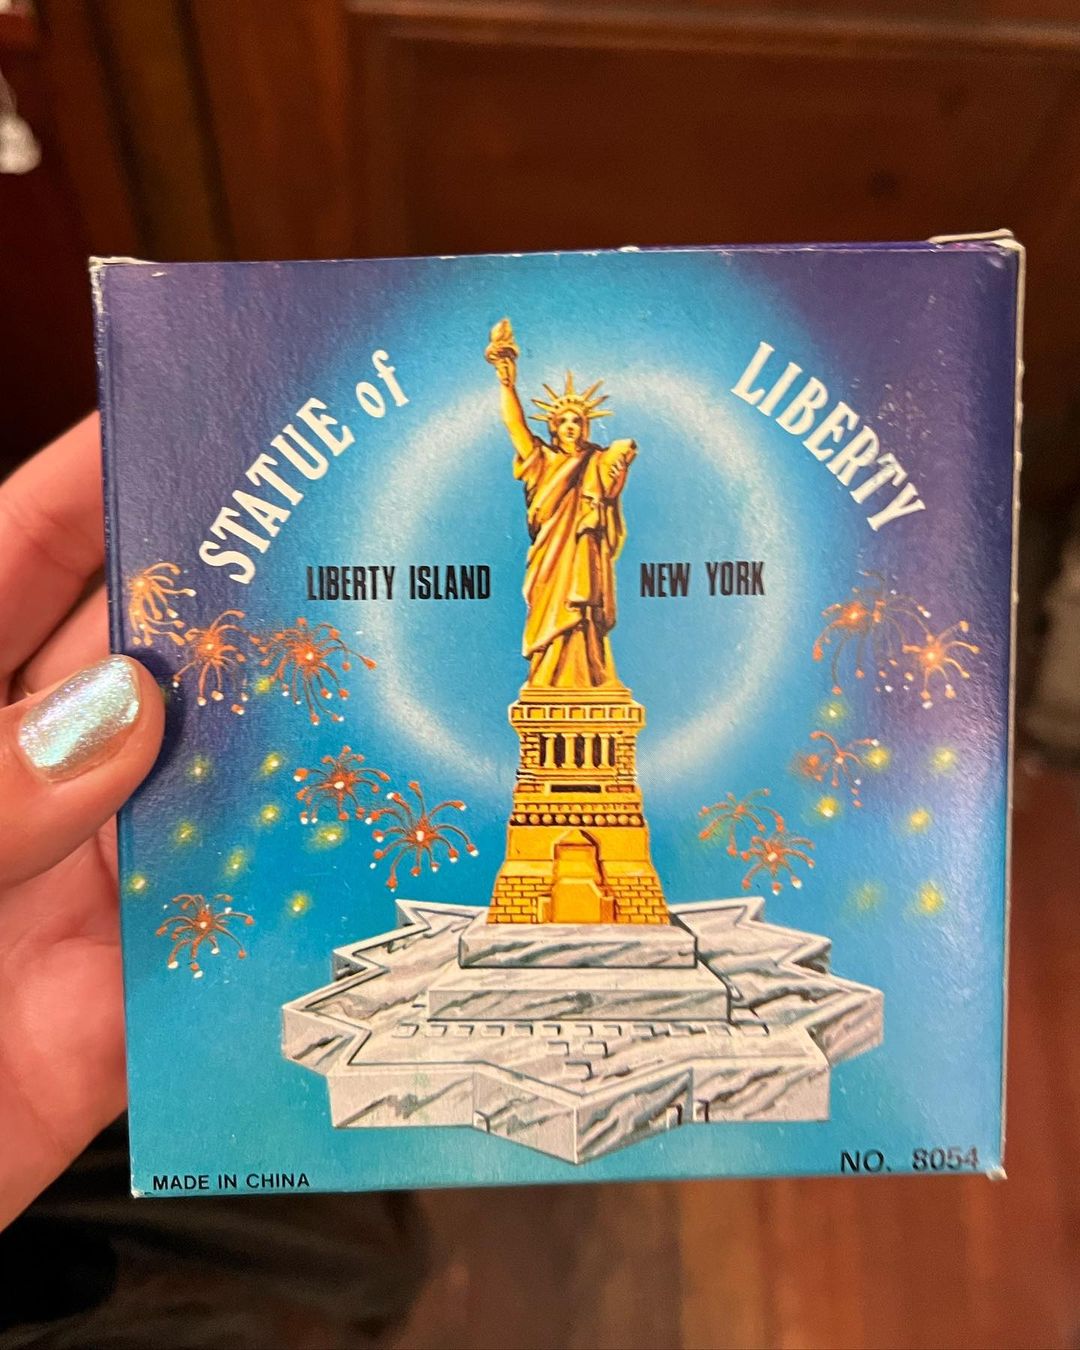 STATUE of LIBERTY
LIBERTY ISLAND NEW YORK
MADE IN CHINA
NO. 8054